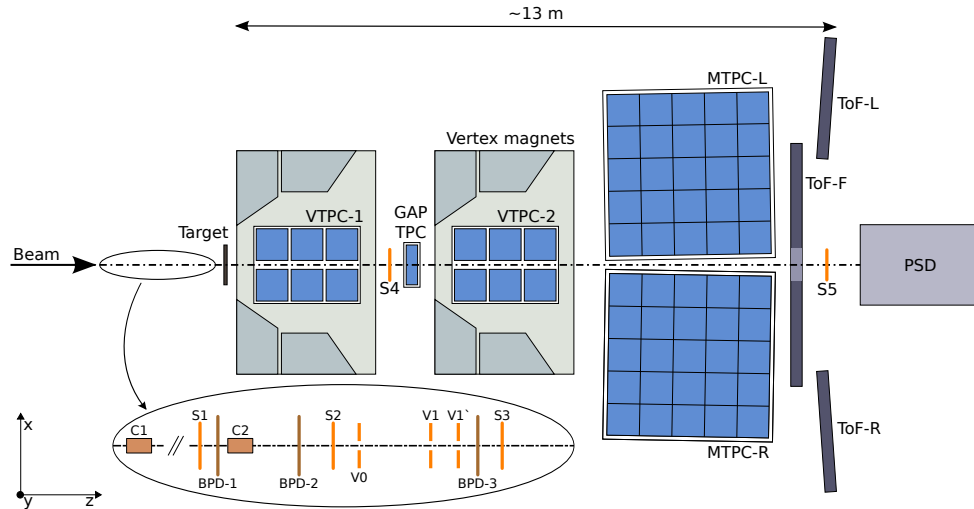 ~13 m
MTPC-L
ToF-L
Vertex magnets
ToF-F
VTPC-1
GAP
TPC
VTPC-2
Target
Beam
PSD
S4
S5
S1
C1
C2
S2
V1
V1`
S3
BPD-1
BPD-2
V0
BPD-3
MTPC-R
ToF-R
x
y
z